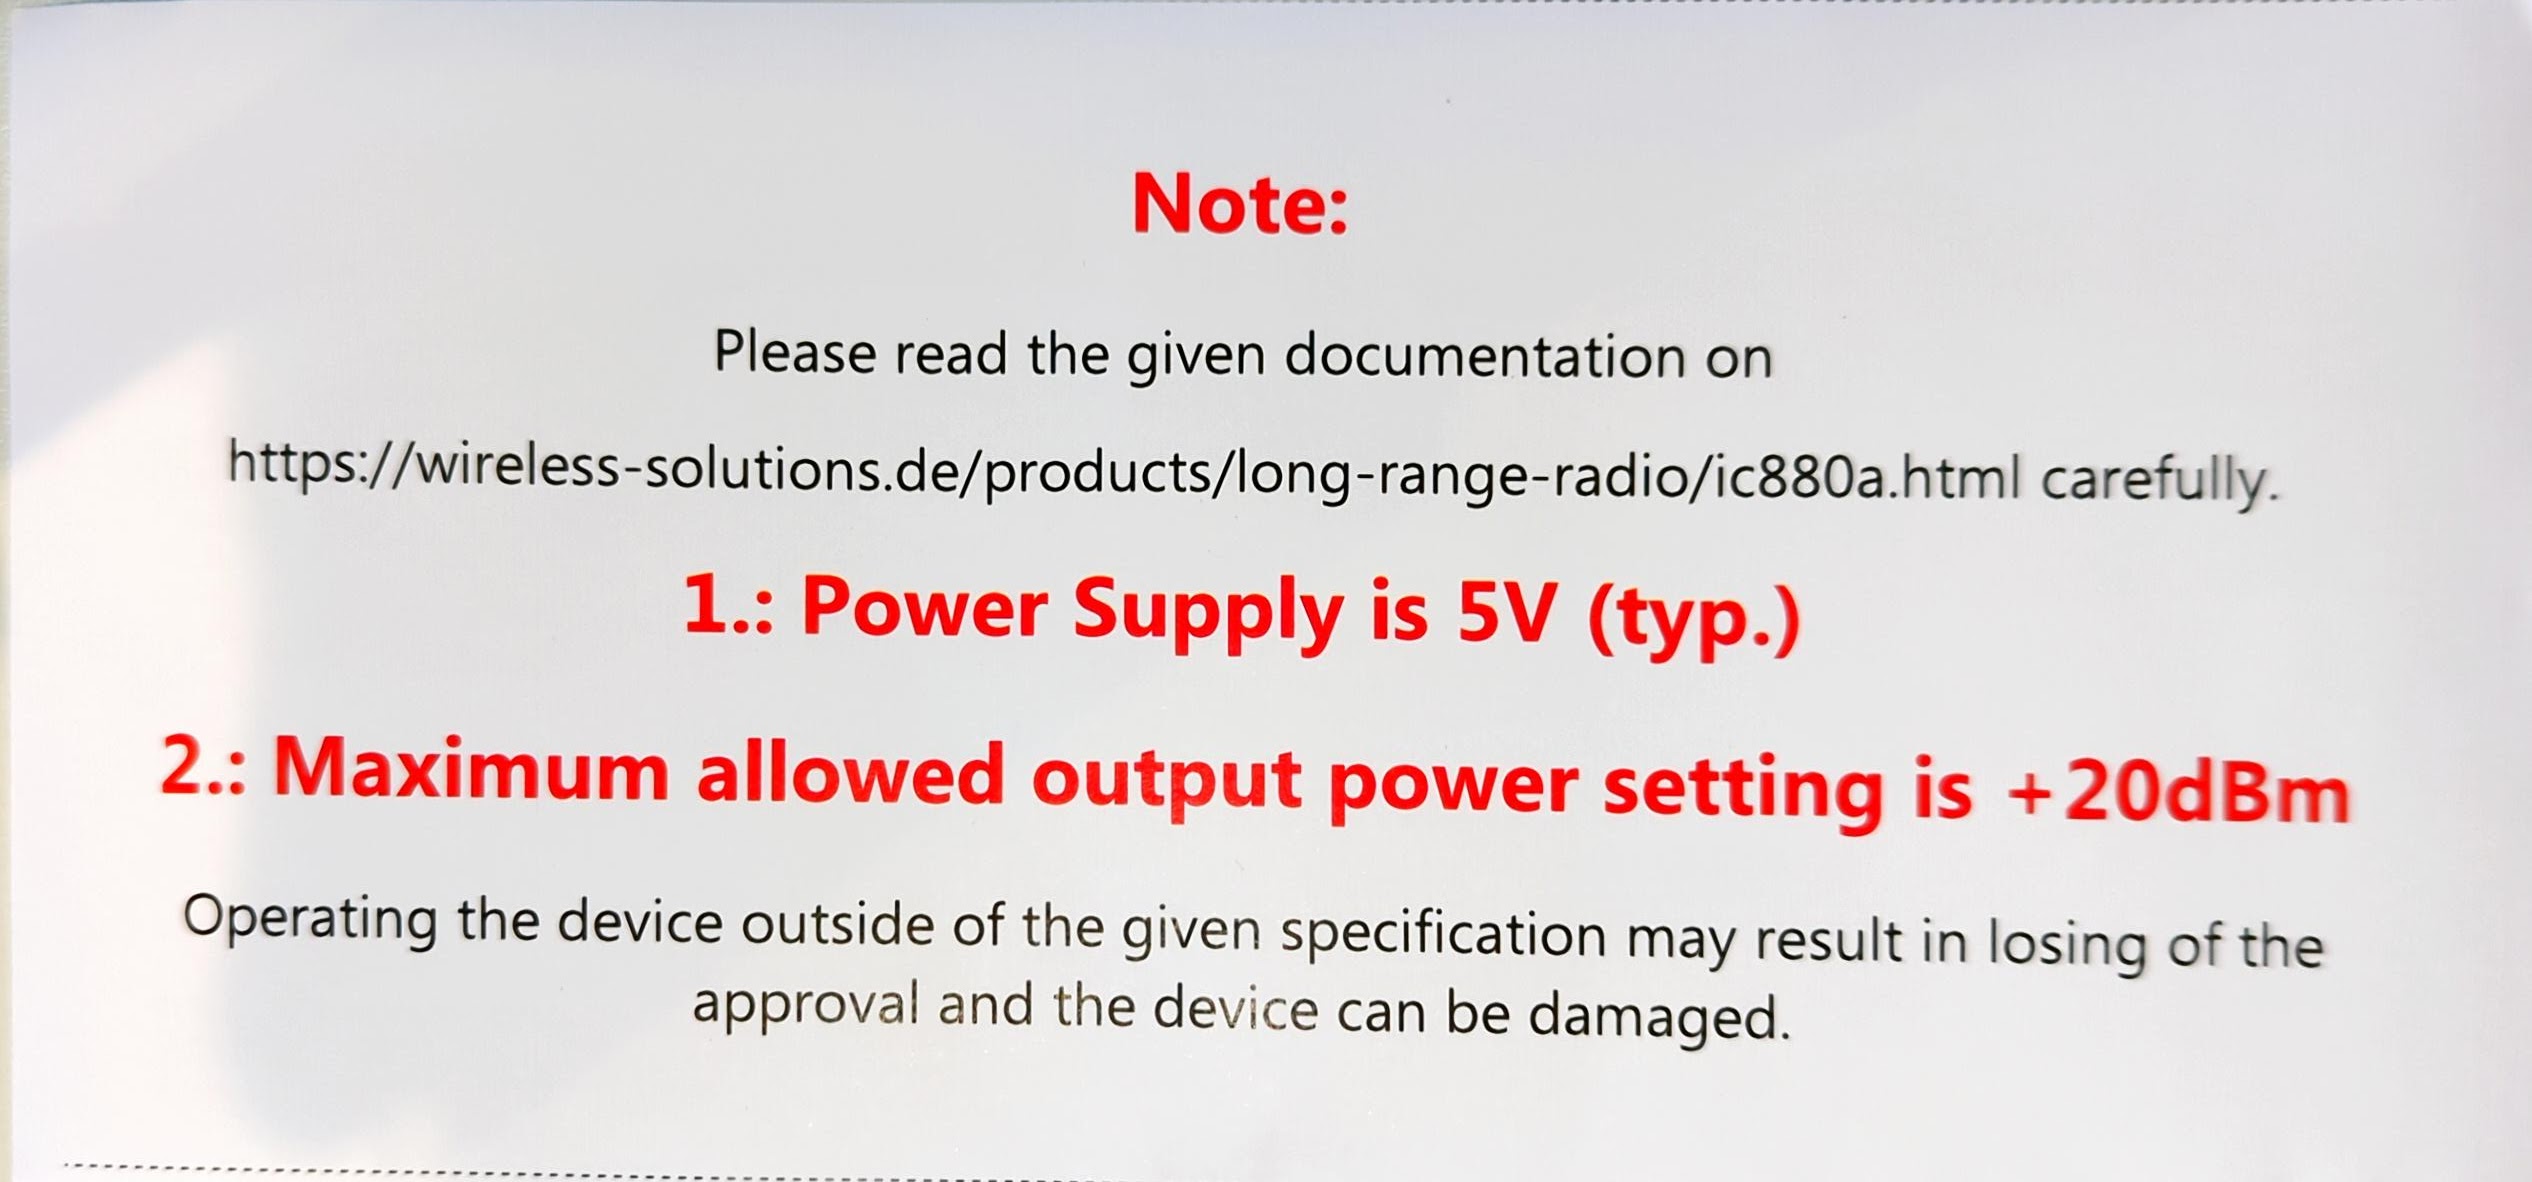 Note:
Please read the given documentation on
https://wireless-solutions.de/products/long-range-radio/ic880a.html carefully.
1.: Power Supply is 5V (typ.)
2.: Maximum allowed output power setting is +20dBm
Operating the device outside of the given specification may result in losing of the
approval and the device can be damaged.